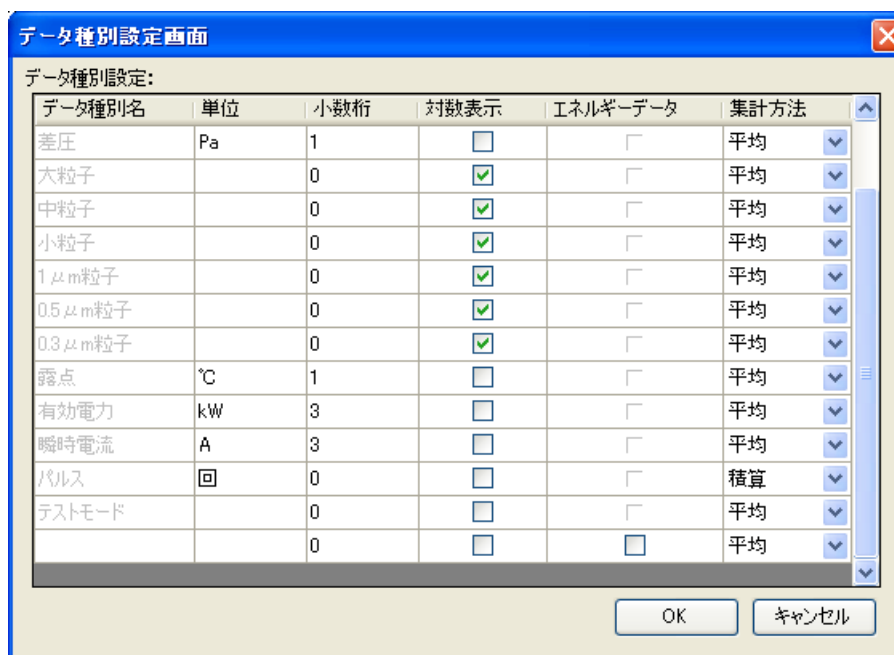 データ種別設定画面
データ種別設定:
データ種別名 単位 小数桁 対数表示 エネルギーデータ 集計方法
差圧 Pa 1 平均
大粒子 0 平均
中粒子 0 平均
小粒子 0 平均
1μm粒子 0 平均
0.5μm粒子 0 平均
0.3μm粒子 0 平均
露点 ℃ 1 平均
有効電力 kW 3 平均
瞬時電流 A 3 平均
パルス 回 0 積算
テストモード 0 平均
0 平均
OK キャンセル